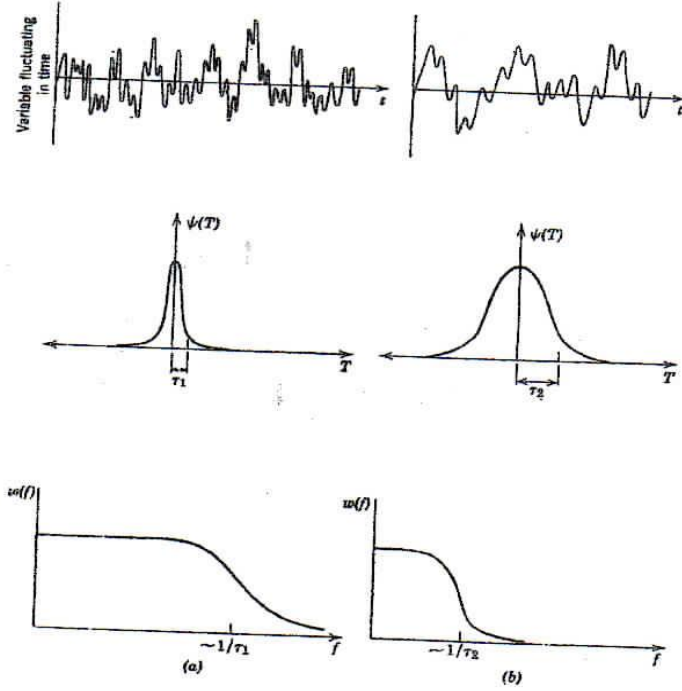 Variable fluctuating
in time
t
t
ψ(T)
ψ(T)
T
τ₁
T
τ₂
w(f)
w(f)
~1/τ₁
f
~1/τ₂
f
(a)
(b)